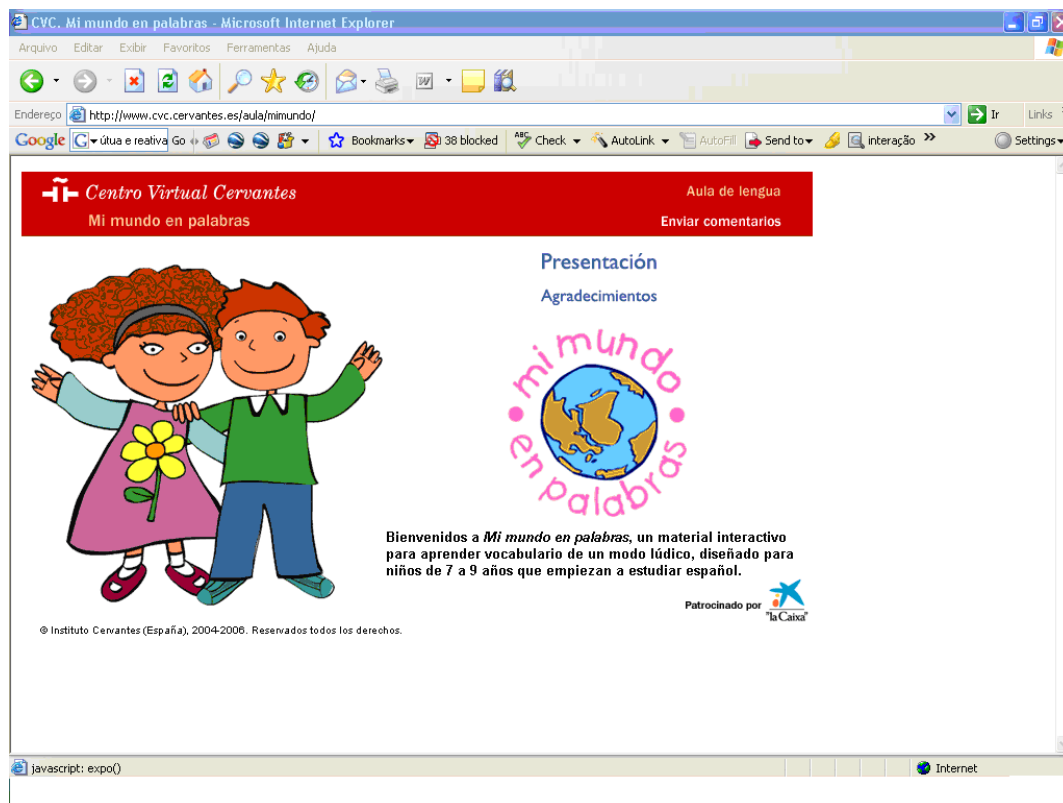 CVC. Mi mundo en palabras - Microsoft Internet Explorer
Arquivo Editar Exibir Favoritos Ferramentas Ajuda
Endereço http://www.cvc.cervantes.es/aula/mimundo/ Ir Links
Google G útua e reativa Go Bookmarks 38 blocked ABC Check AutoLink AutoFill Send to interação » Settings
Centro Virtual Cervantes Aula de lengua
Mi mundo en palabras Enviar comentarios
Presentación
Agradecimientos
mi mundo
en palabras
Bienvenidos a Mi mundo en palabras, un material interactivo
para aprender vocabulario de un modo lúdico, diseñado para
niños de 7 a 9 años que empiezan a estudiar español.
Patrocinado por "la Caixa"
© Instituto Cervantes (España), 2004-2006. Reservados todos los derechos.
javascript: expo() Internet